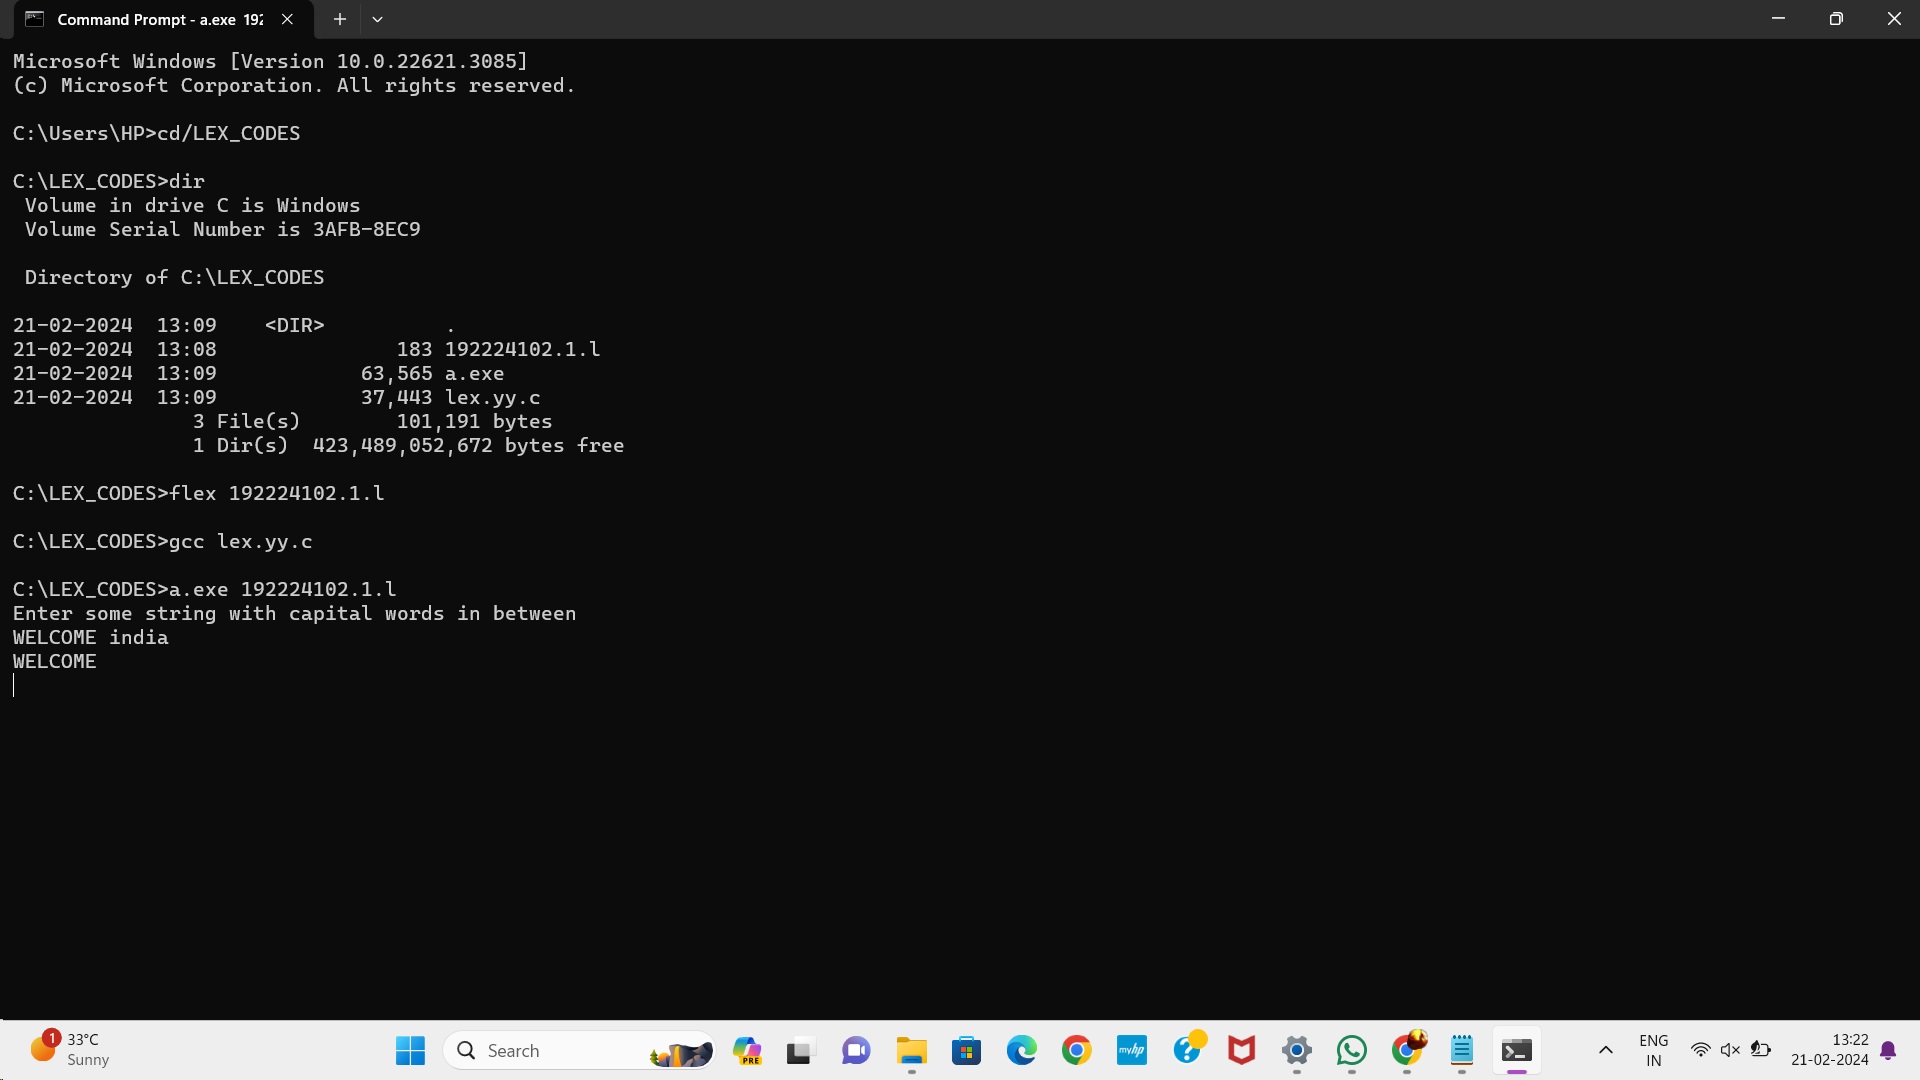 Command Prompt - a.exe 192
Microsoft Windows [Version 10.0.22621.3085]
(c) Microsoft Corporation. All rights reserved.
C:\Users\HP>cd/LEX_CODES
C:\LEX_CODES>dir
Volume in drive C is Windows
Volume Serial Number is 3AFB-8EC9
Directory of C:\LEX_CODES
21-02-2024  13:09    <DIR>          .
21-02-2024  13:08               183 192224102.1.l
21-02-2024  13:09            63,565 a.exe
21-02-2024  13:09            37,443 lex.yy.c
3 File(s)        101,191 bytes
1 Dir(s)  423,489,052,672 bytes free
C:\LEX_CODES>flex 192224102.1.l
C:\LEX_CODES>gcc lex.yy.c
C:\LEX_CODES>a.exe 192224102.1.l
Enter some string with capital words in between
WELCOME india
WELCOME
1
33°C
Sunny
Search
PRE
myhp
ENG
IN
13:22
21-02-2024